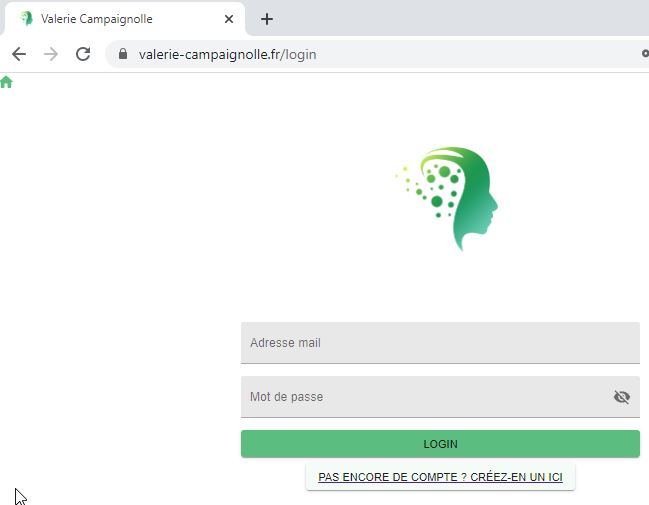 Valerie Campaignolle
valerie-campaignolle.fr/login
Adresse mail
Mot de passe
LOGIN
PAS ENCORE DE COMPTE ? CRÉEZ-EN UN ICI